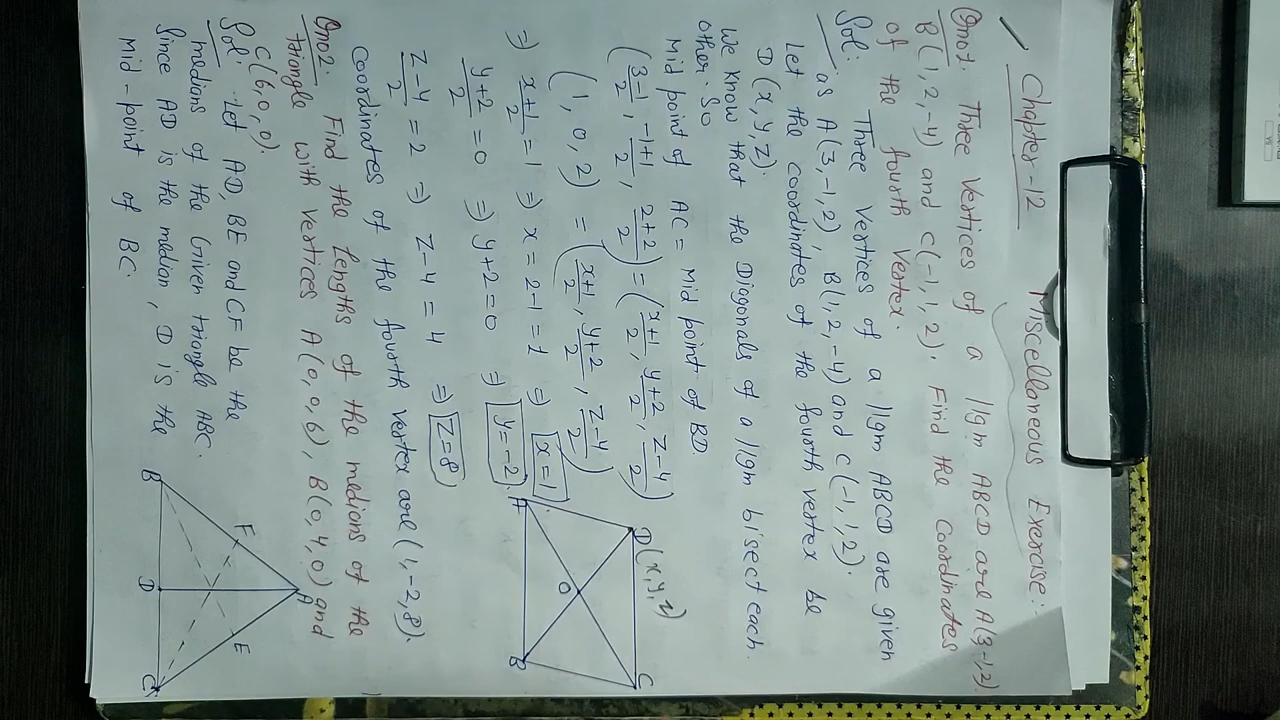 Chapter-12 Miscellaneous Exercise:
Qno1. Three vertices of a llgm ABCD are A(3,-1,2)
B(1,2,-4) and C(-1,1,2). Find the coordinates
of the fourth vertex.
Sol: Three vertices of a llgm ABCD are given
as A(3,-1,2), B(1,2,-4) and C(-1,1,2).
Let the coordinates of the fourth vertex be
D(x,y,z).
We know that the Diagonals of a llgm bisect each
other. So
Mid point of AC = Mid point of BD.
(3-1/2, -1+1/2, 2+2/2) = (x+1/2, y+2/2, z-4/2)
(1, 0, 2) = (x+1/2, y+2/2, z-4/2)
⇒ x+1/2 = 1 ⇒ x = 2-1 = 1 ⇒ x=1
y+2/2 = 0 ⇒ y+2=0 ⇒ y=-2
z-4/2 = 2 ⇒ z-4 = 4 ⇒ z=8
D(x,y,z)
C
O
A
B
Coordinates of the fourth vertex are (1,-2,8).
Qno2. Find the lengths of the medians of the
triangle with vertices A(0,0,6), B(0,4,0) and
C(6,0,0).
Sol. Let AD, BE and CF be the
medians of the Given triangle ABC.
Since AD is the median, D is the
Mid-point of BC.
A
F
E
B
D
C